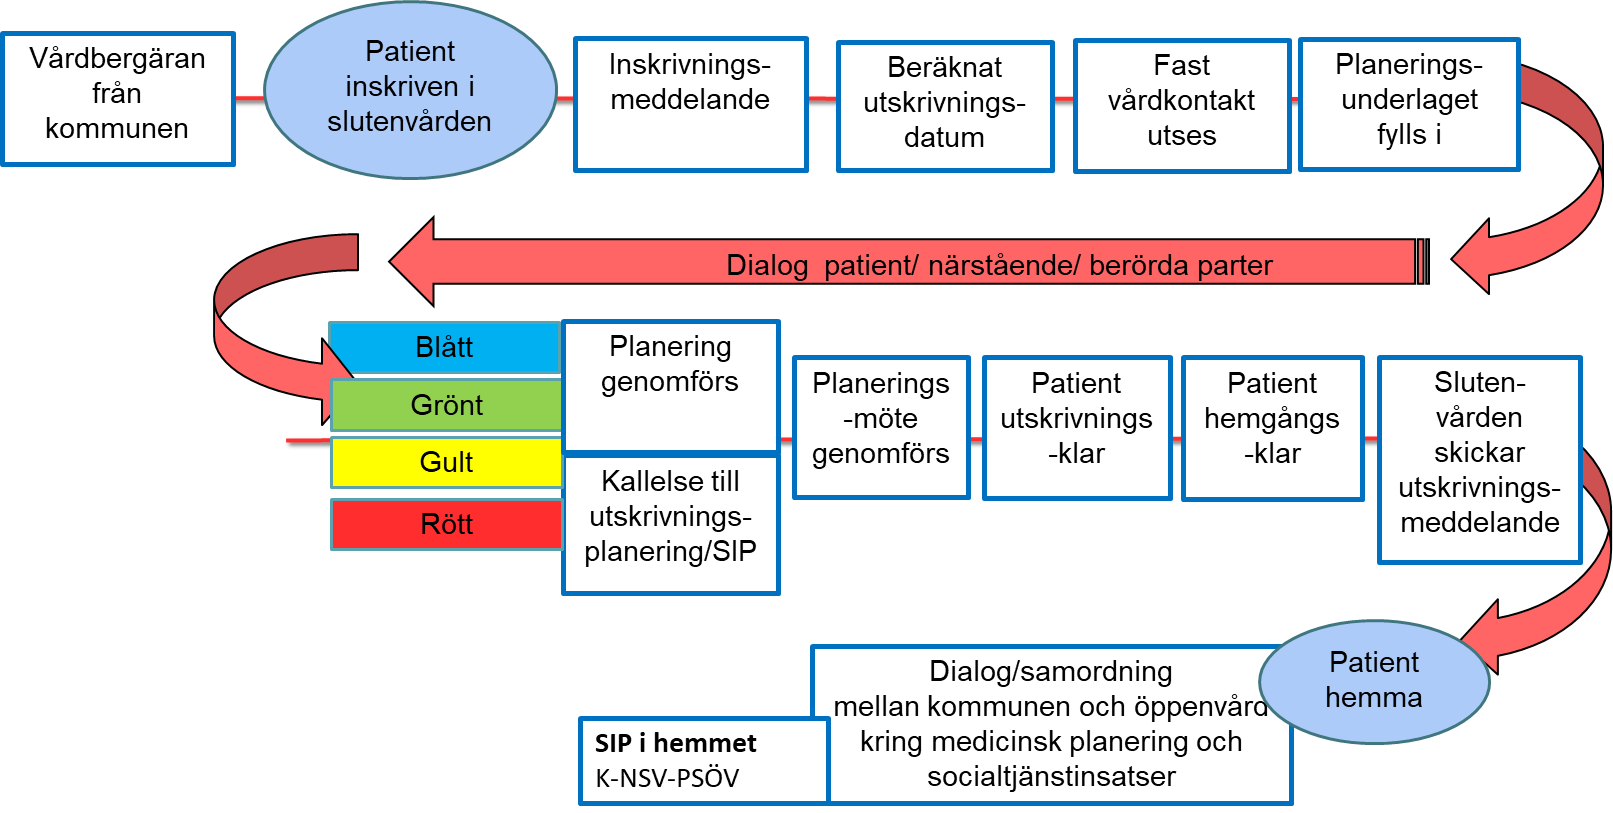 Vårdbergäran
från
kommunen
Patient
inskriven i
slutenvården
Inskrivnings-
meddelande
Beräknat
utskrivnings-
datum
Fast
vårdkontakt
utses
Planerings-
underlaget
fylls i
Dialog  patient/ närstående/ berörda parter
Blått
Grönt
Gult
Rött
Planering
genomförs
Kallelse till
utskrivnings-
planering/SIP
Planerings
-möte
genomförs
Patient
utskrivnings
-klar
Patient
hemgångs
-klar
Sluten-
vården
skickar
utskrivnings-
meddelande
Patient
hemma
Dialog/samordning
mellan kommunen och öppenvård
kring medicinsk planering och
socialtjänstinsatser
SIP i hemmet
K-NSV-PSÖV